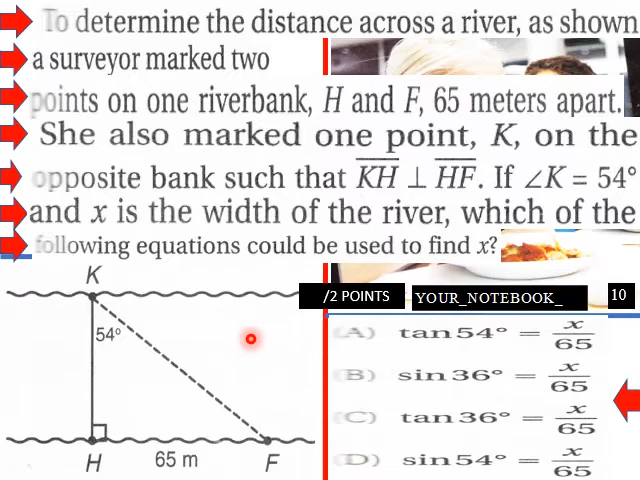 To determine the distance across a river, as shown
a surveyor marked two
points on one riverbank, H and F, 65 meters apart.
She also marked one point, K, on the
opposite bank such that K̅H̅ ⊥ H̅F̅. If ∠K = 54°
and x is the width of the river, which of the
following equations could be used to find x?
/2 POINTS
YOUR_NOTEBOOK_
10
K
54°
H
65 m
F
(A) tan 54° = x/65
(B) sin 36° = x/65
(C) tan 36° = x/65
(D) sin 54° = x/65